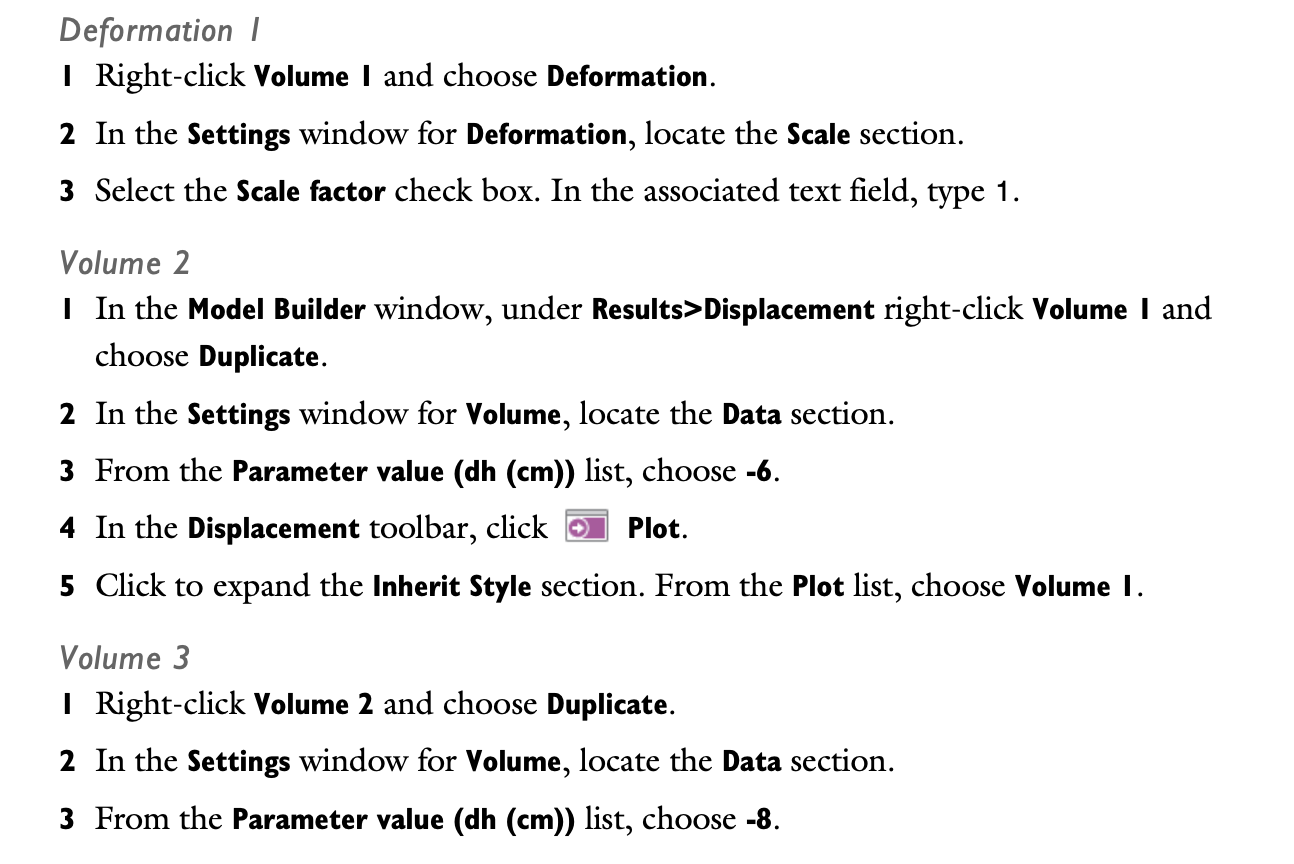 Deformation 1
1 Right-click Volume 1 and choose Deformation.
2 In the Settings window for Deformation, locate the Scale section.
3 Select the Scale factor check box. In the associated text field, type 1.
Volume 2
1 In the Model Builder window, under Results>Displacement right-click Volume 1 and
choose Duplicate.
2 In the Settings window for Volume, locate the Data section.
3 From the Parameter value (dh (cm)) list, choose -6.
4 In the Displacement toolbar, click Plot.
5 Click to expand the Inherit Style section. From the Plot list, choose Volume 1.
Volume 3
1 Right-click Volume 2 and choose Duplicate.
2 In the Settings window for Volume, locate the Data section.
3 From the Parameter value (dh (cm)) list, choose -8.